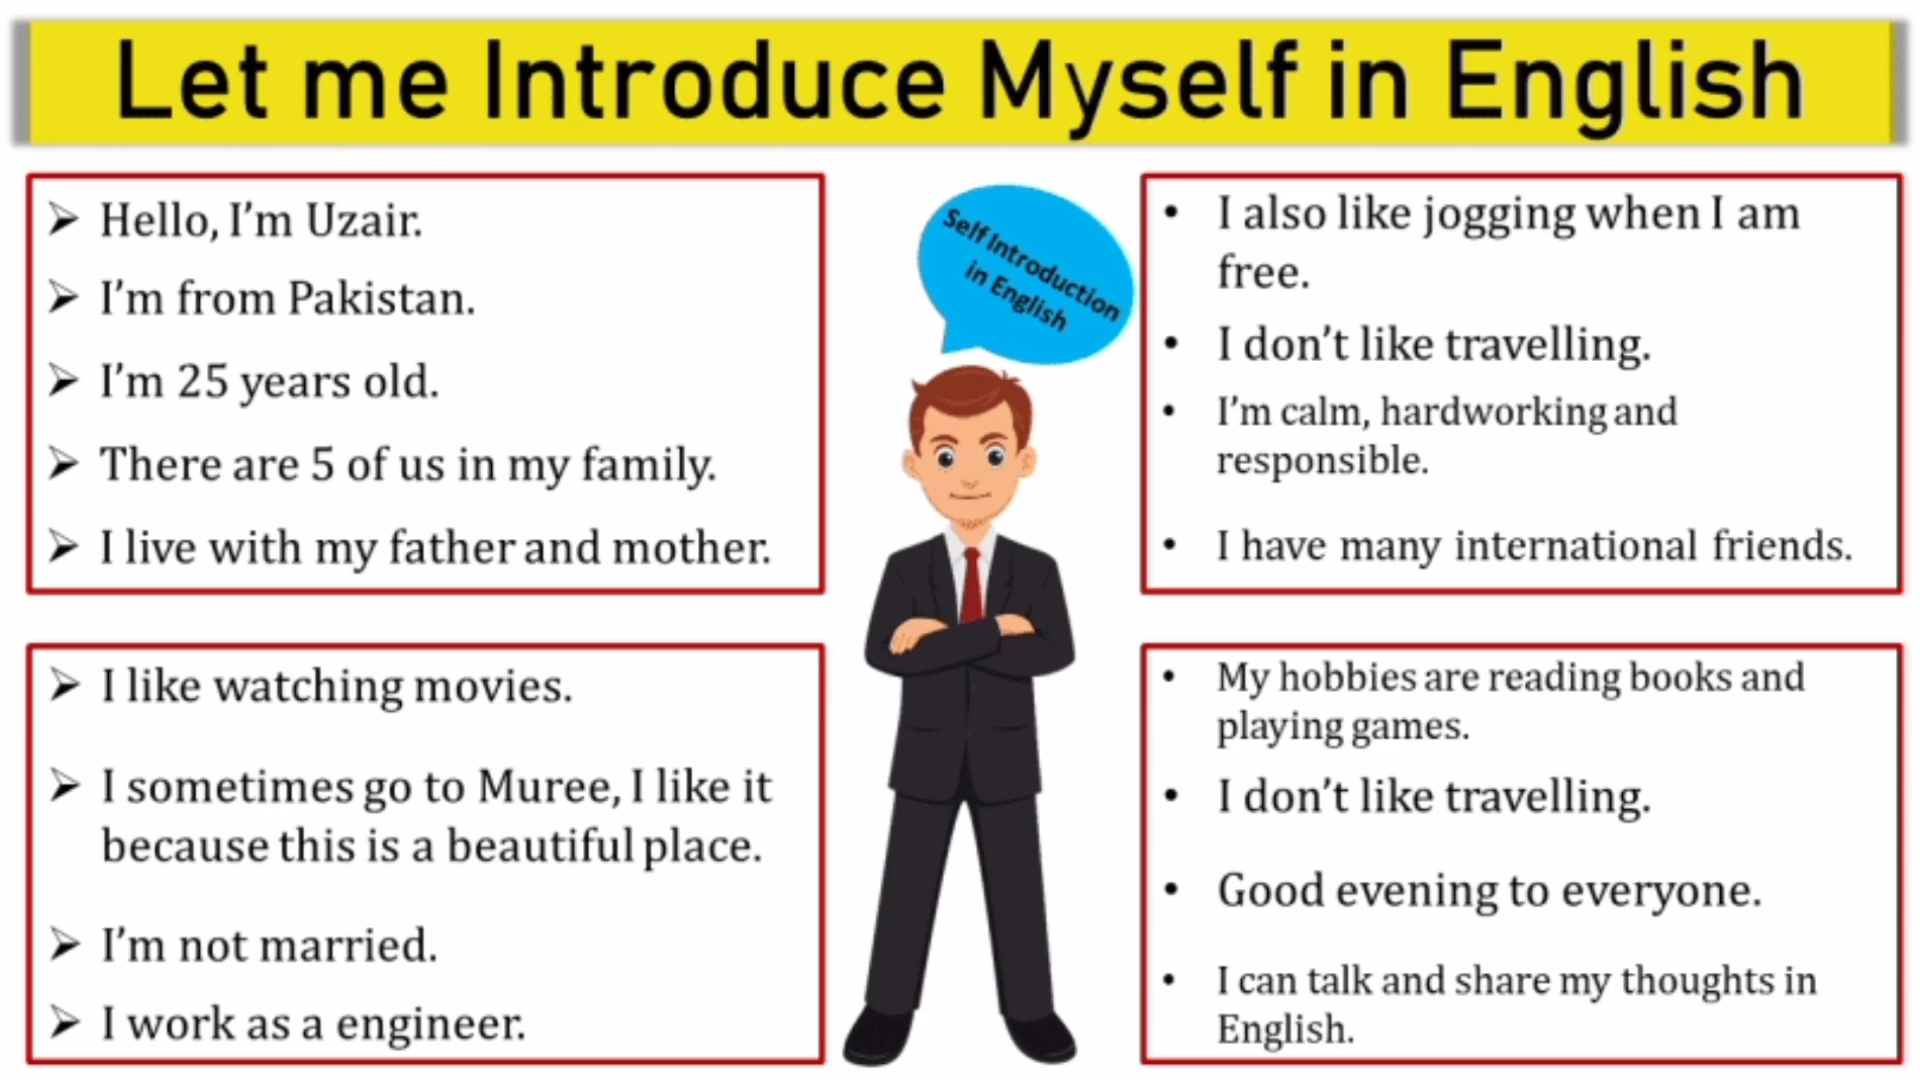 Let me Introduce Myself in English
Hello, I’m Uzair.
I’m from Pakistan.
I’m 25 years old.
There are 5 of us in my family.
I live with my father and mother.
I like watching movies.
I sometimes go to Muree, I like it
because this is a beautiful place.
I’m not married.
I work as a engineer.
Self Introduction
in English
I also like jogging when I am
free.
I don’t like travelling.
I’m calm, hardworking and
responsible.
I have many international friends.
My hobbies are reading books and
playing games.
I don’t like travelling.
Good evening to everyone.
I can talk and share my thoughts in
English.